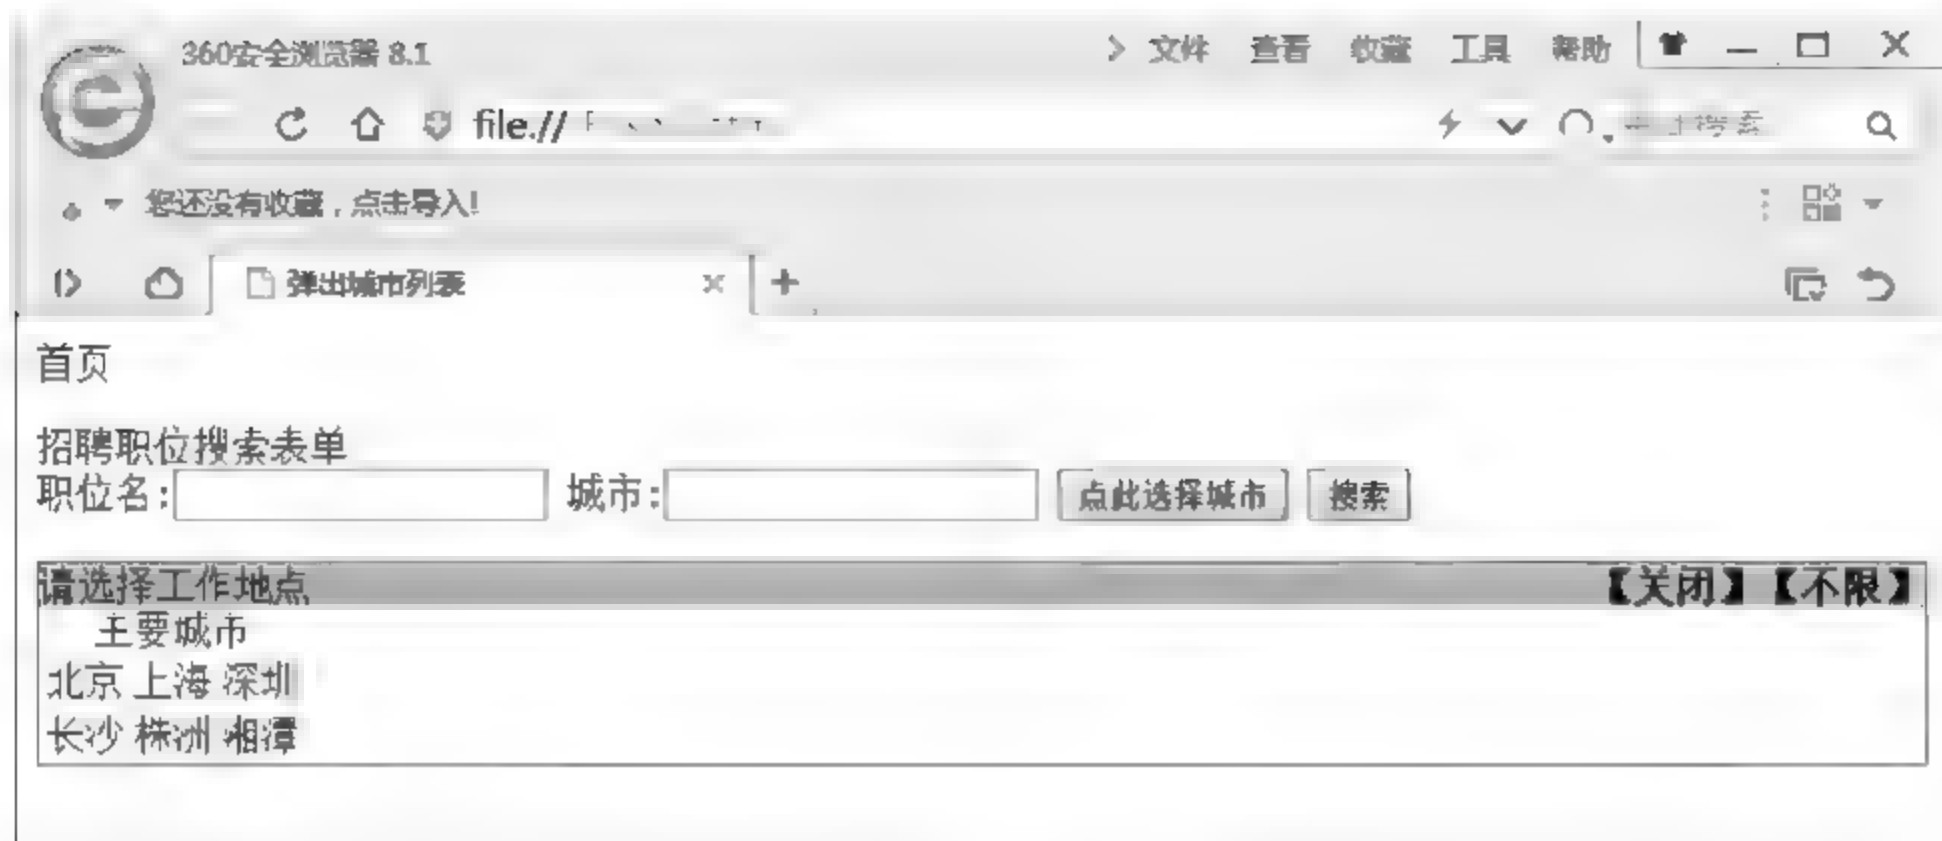 360安全浏览器 8.1
文件 查看 收藏 工具 帮助
file.//
您还没有收藏，点击导入!
弹出城市列表
首页
招聘职位搜索表单
职位名: 城市: 点此选择城市 搜索
请选择工作地点 【关闭】【不限】
主要城市
北京 上海 深圳
长沙 株洲 湘潭